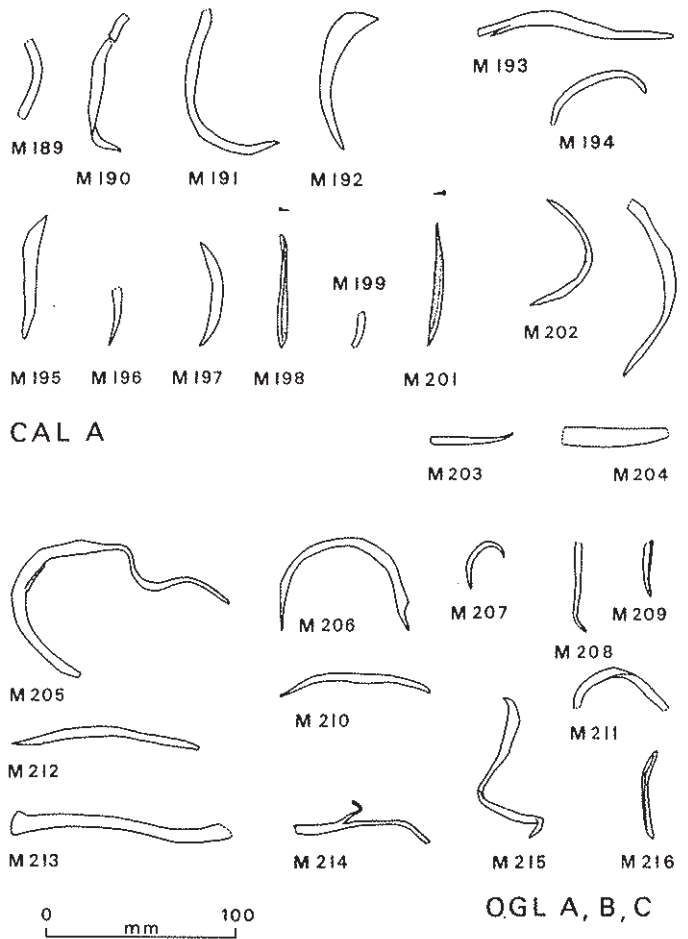 M 193
M 189
M 190
M 191
M 192
M 194
M 199
M 202
M 195
M 196
M 197
M 198
M 201
CAL A
M 203
M 204
M 206
M 207
M 208
M 209
M 205
M 210
M 211
M 212
M 213
M 214
M 215
M 216
0 mm 100
OGL A, B, C